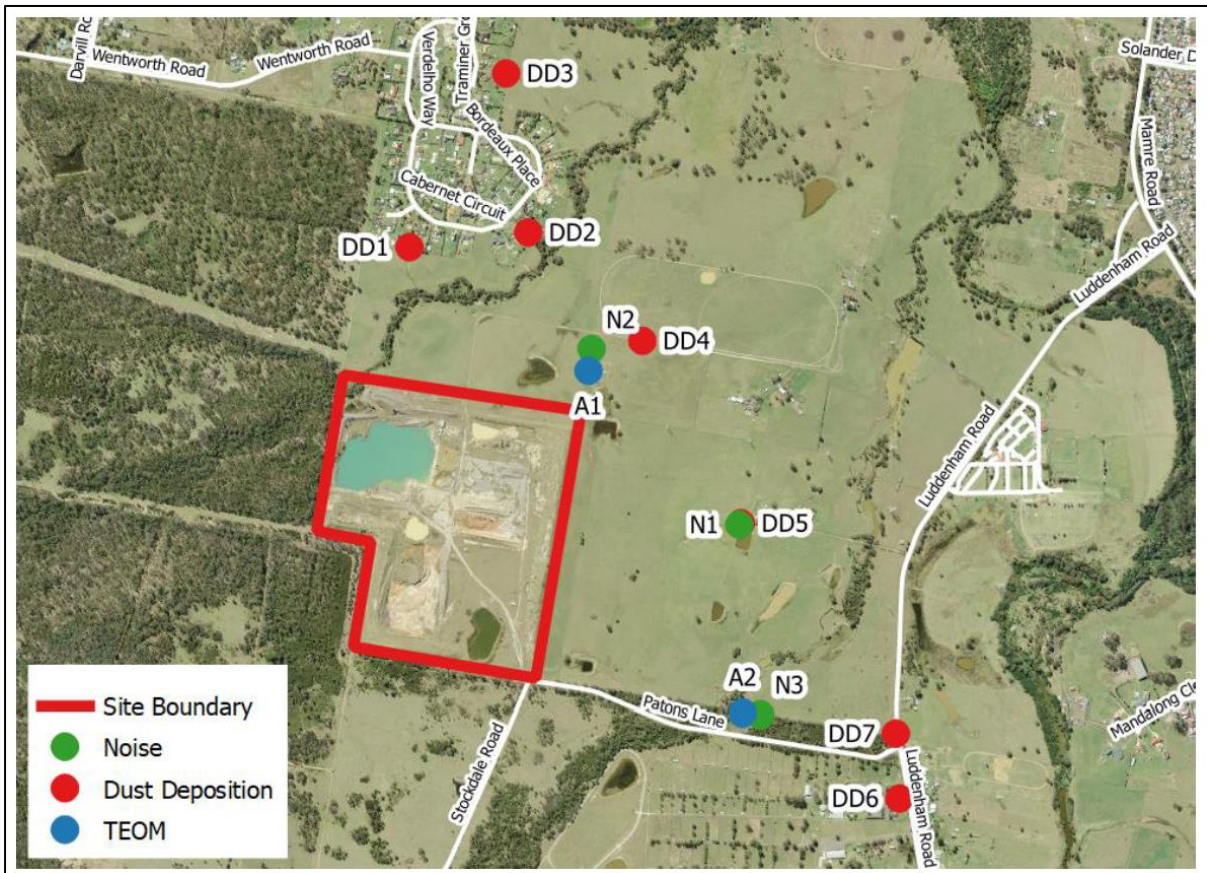 Darvill Rd
Wentworth Road
Wentworth Road
Verdelho Way
Traminer Gro
DD3
Bordeaux Place
Solander D
Mamre Road
Cabernet Circuit
DD1
DD2
Luddenham Road
N2
DD4
A1
Luddenham Road
N1
DD5
A2
N3
Patons Lane
DD7
Mandalong Cle
Stockdale Road
DD6
Luddenham Road
Site Boundary
Noise
Dust Deposition
TEOM